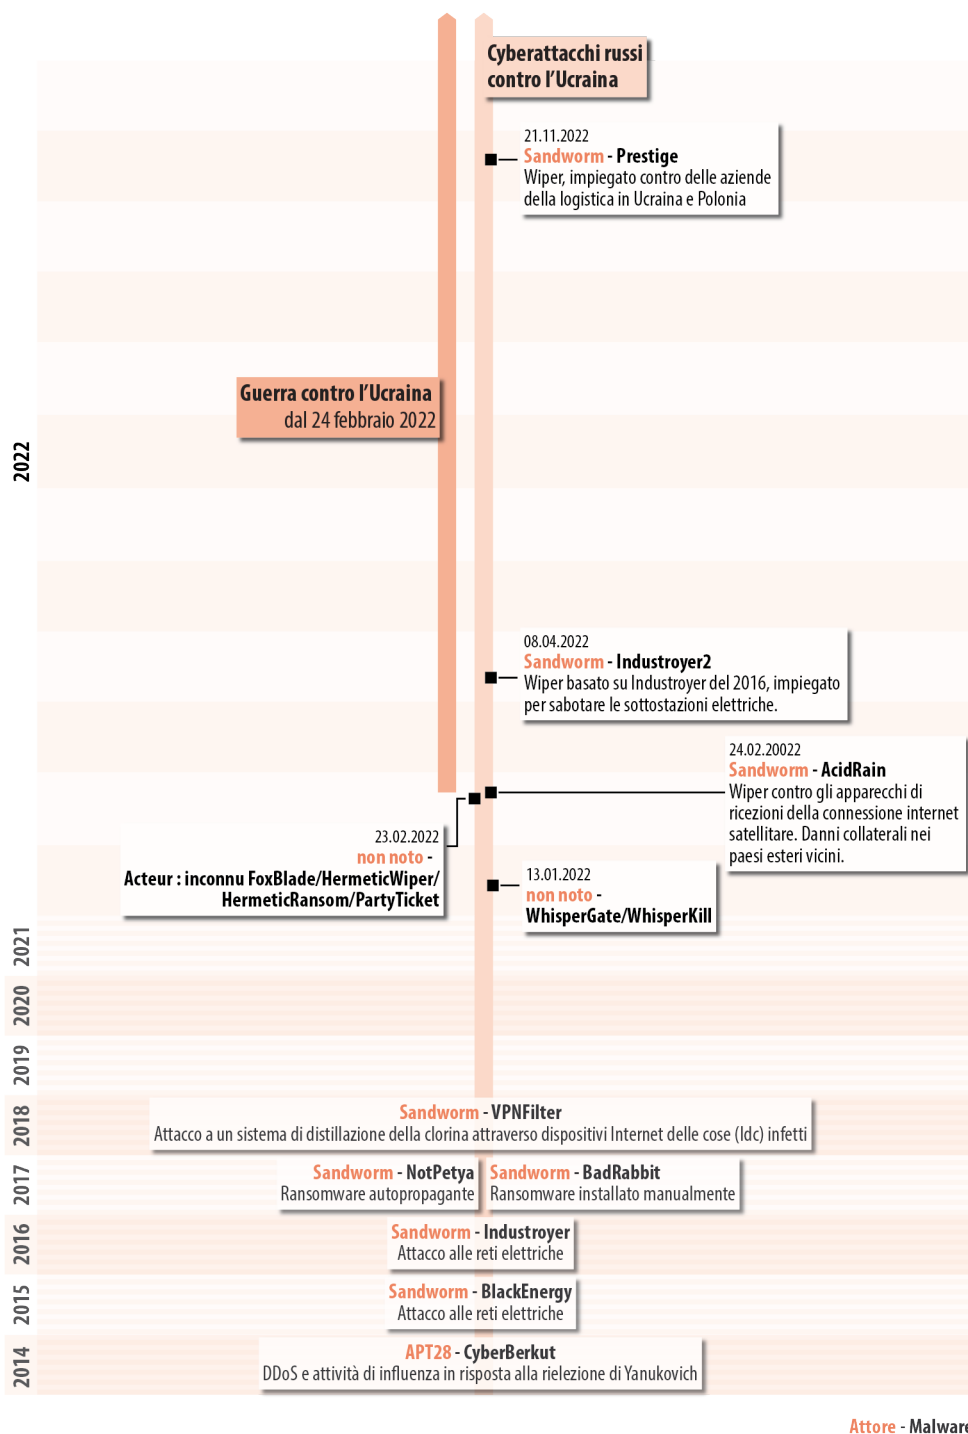 Cyberattacchi russi
contro l'Ucraina
21.11.2022
Sandworm - Prestige
Wiper, impiegato contro delle aziende
della logistica in Ucraina e Polonia
Guerra contro l'Ucraina
dal 24 febbraio 2022
2022
08.04.2022
Sandworm - Industroyer2
Wiper basato su Industroyer del 2016, impiegato
per sabotare le sottostazioni elettriche.
24.02.20022
Sandworm - AcidRain
Wiper contro gli apparecchi di
ricezioni della connessione internet
satellitare. Danni collaterali nei
paesi esteri vicini.
23.02.2022
non noto -
Acteur : inconnu FoxBlade/HermeticWiper/
HermeticRansom/PartyTicket
13.01.2022
non noto -
WhisperGate/WhisperKill
2021
2020
2019
2018
Sandworm - VPNFilter
Attacco a un sistema di distillazione della clorina attraverso dispositivi Internet delle cose (Idc) infetti
2017
Sandworm - NotPetya
Ransomware autopropagante
Sandworm - BadRabbit
Ransomware installato manualmente
2016
Sandworm - Industroyer
Attacco alle reti elettriche
2015
Sandworm - BlackEnergy
Attacco alle reti elettriche
2014
APT28 - CyberBerkut
DDoS e attività di influenza in risposta alla rielezione di Yanukovich
Attore - Malware